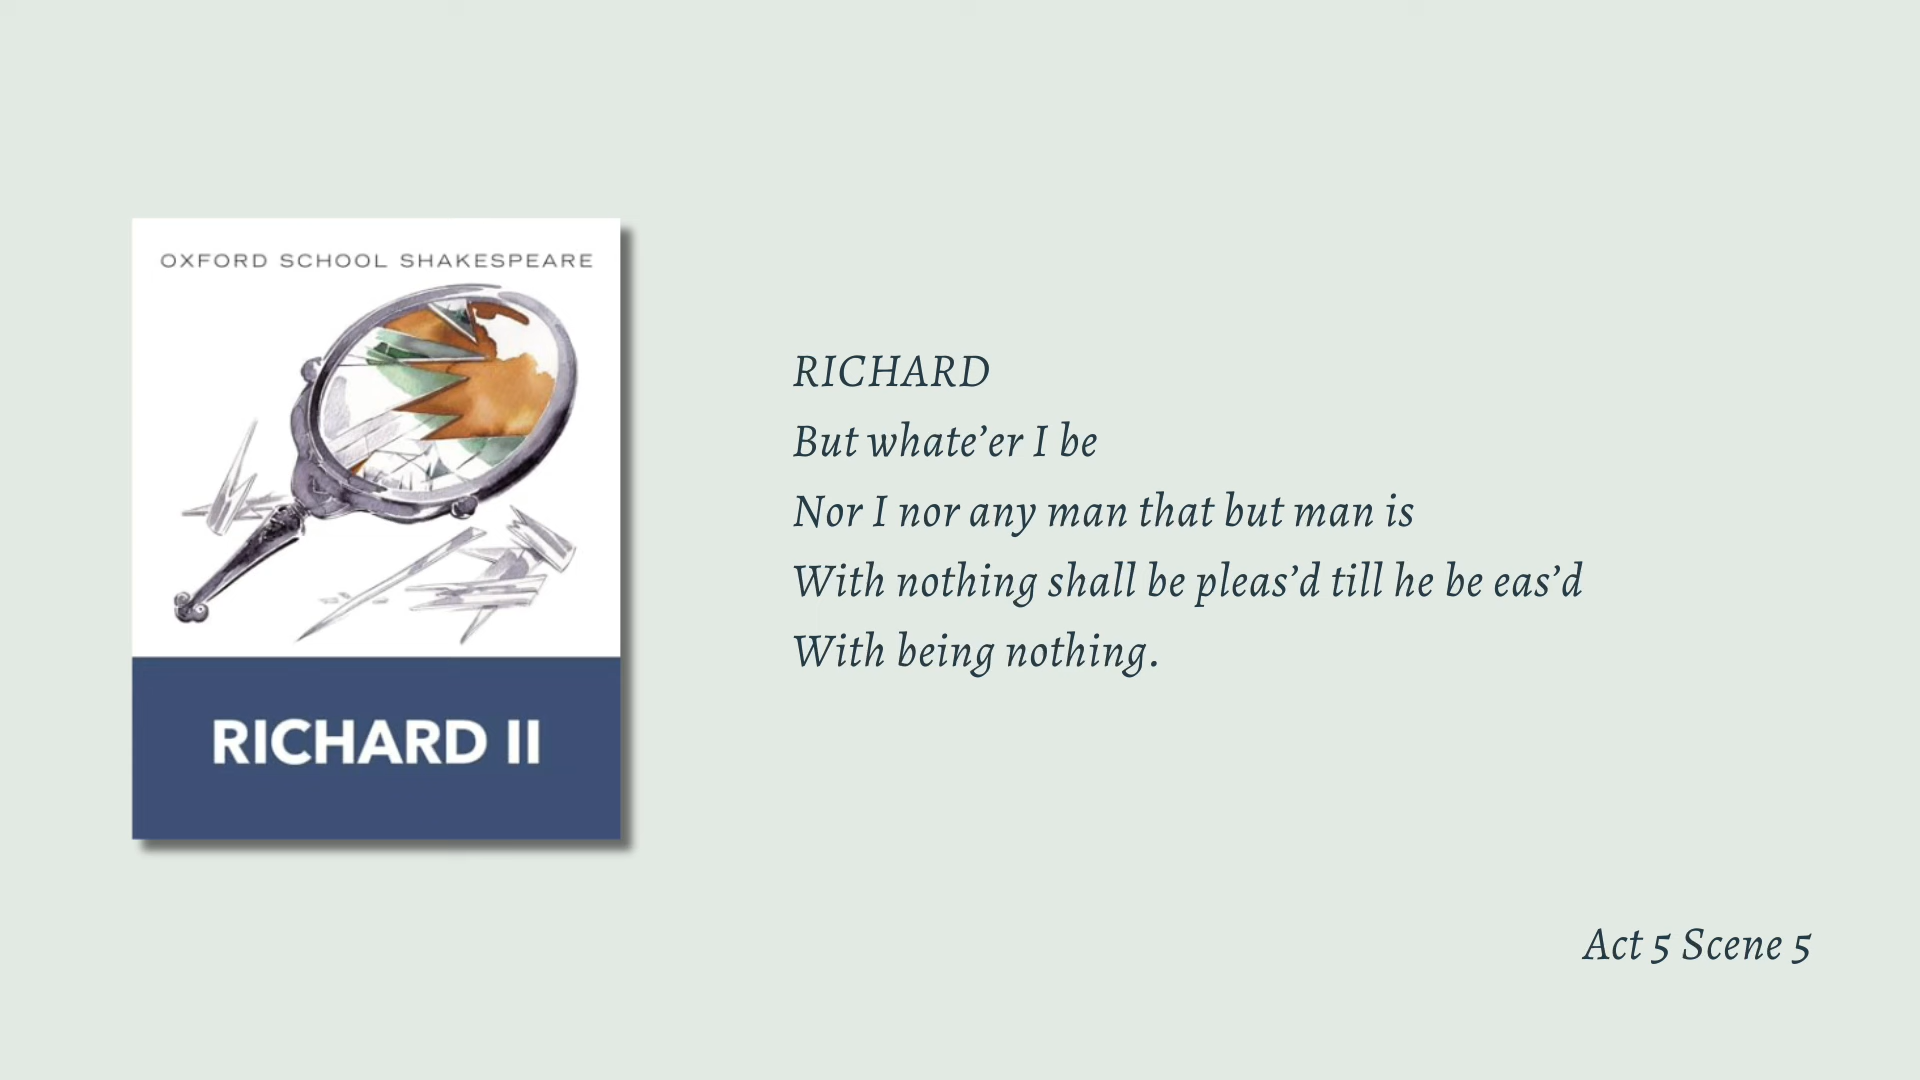 OXFORD SCHOOL SHAKESPEARE
RICHARD II
RICHARD
But whate’er I be
Nor I nor any man that but man is
With nothing shall be pleas’d till he be eas’d
With being nothing.
Act 5 Scene 5